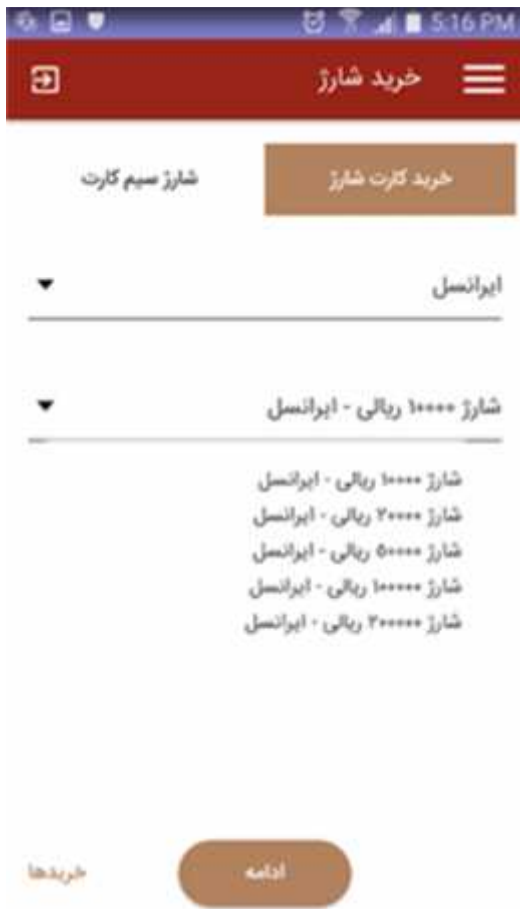 5:16 PM
خرید شارژ
خرید کارت شارژ
شارژ سیم کارت
ایرانسل
شارژ ۱۰۰۰۰ ریالی - ایرانسل
شارژ ۱۰۰۰۰ ریالی - ایرانسل
شارژ ۲۰۰۰۰ ریالی - ایرانسل
شارژ ۵۰۰۰۰ ریالی - ایرانسل
شارژ ۱۰۰۰۰۰ ریالی - ایرانسل
شارژ ۲۰۰۰۰۰ ریالی - ایرانسل
ادامه
خریدها